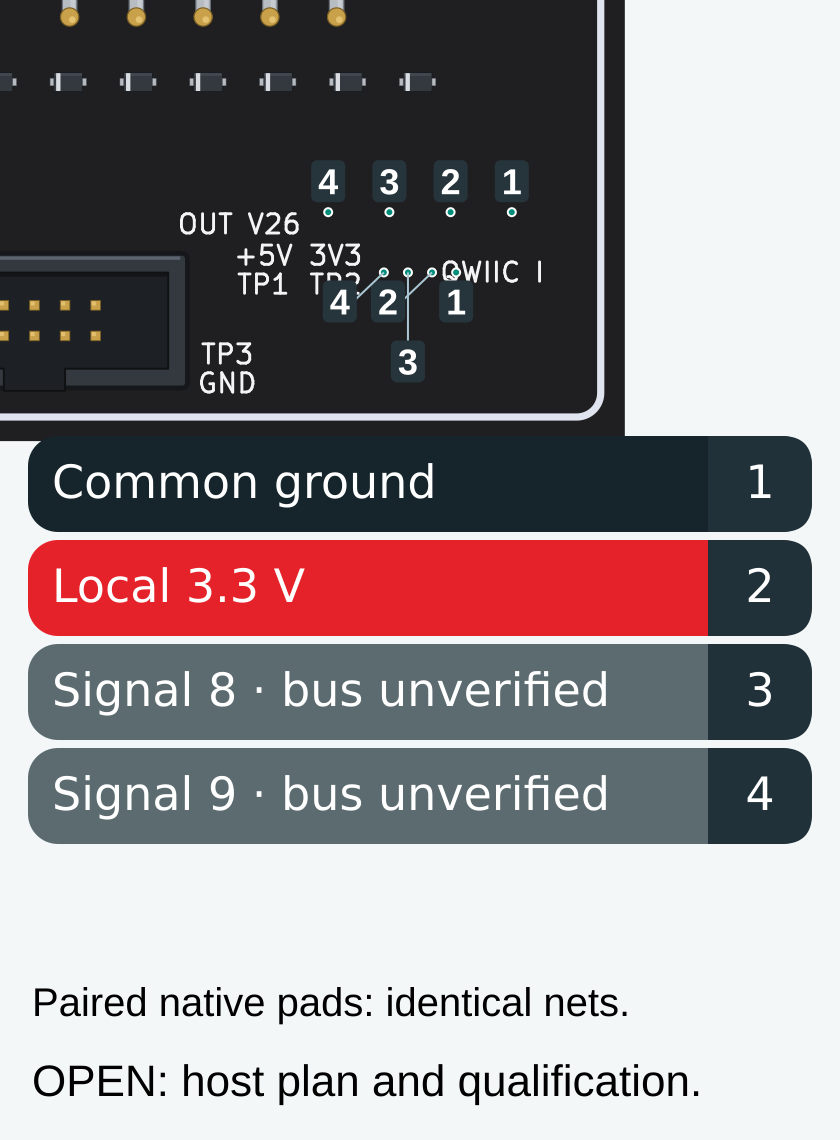 4 3 2 1
OUT V26
+5V 3V3
TP1
QWIIC
4 2 1
3
TP3
GND
Common ground 1
Local 3.3 V 2
Signal 8 · bus unverified 3
Signal 9 · bus unverified 4
Paired native pads: identical nets.
OPEN: host plan and qualification.